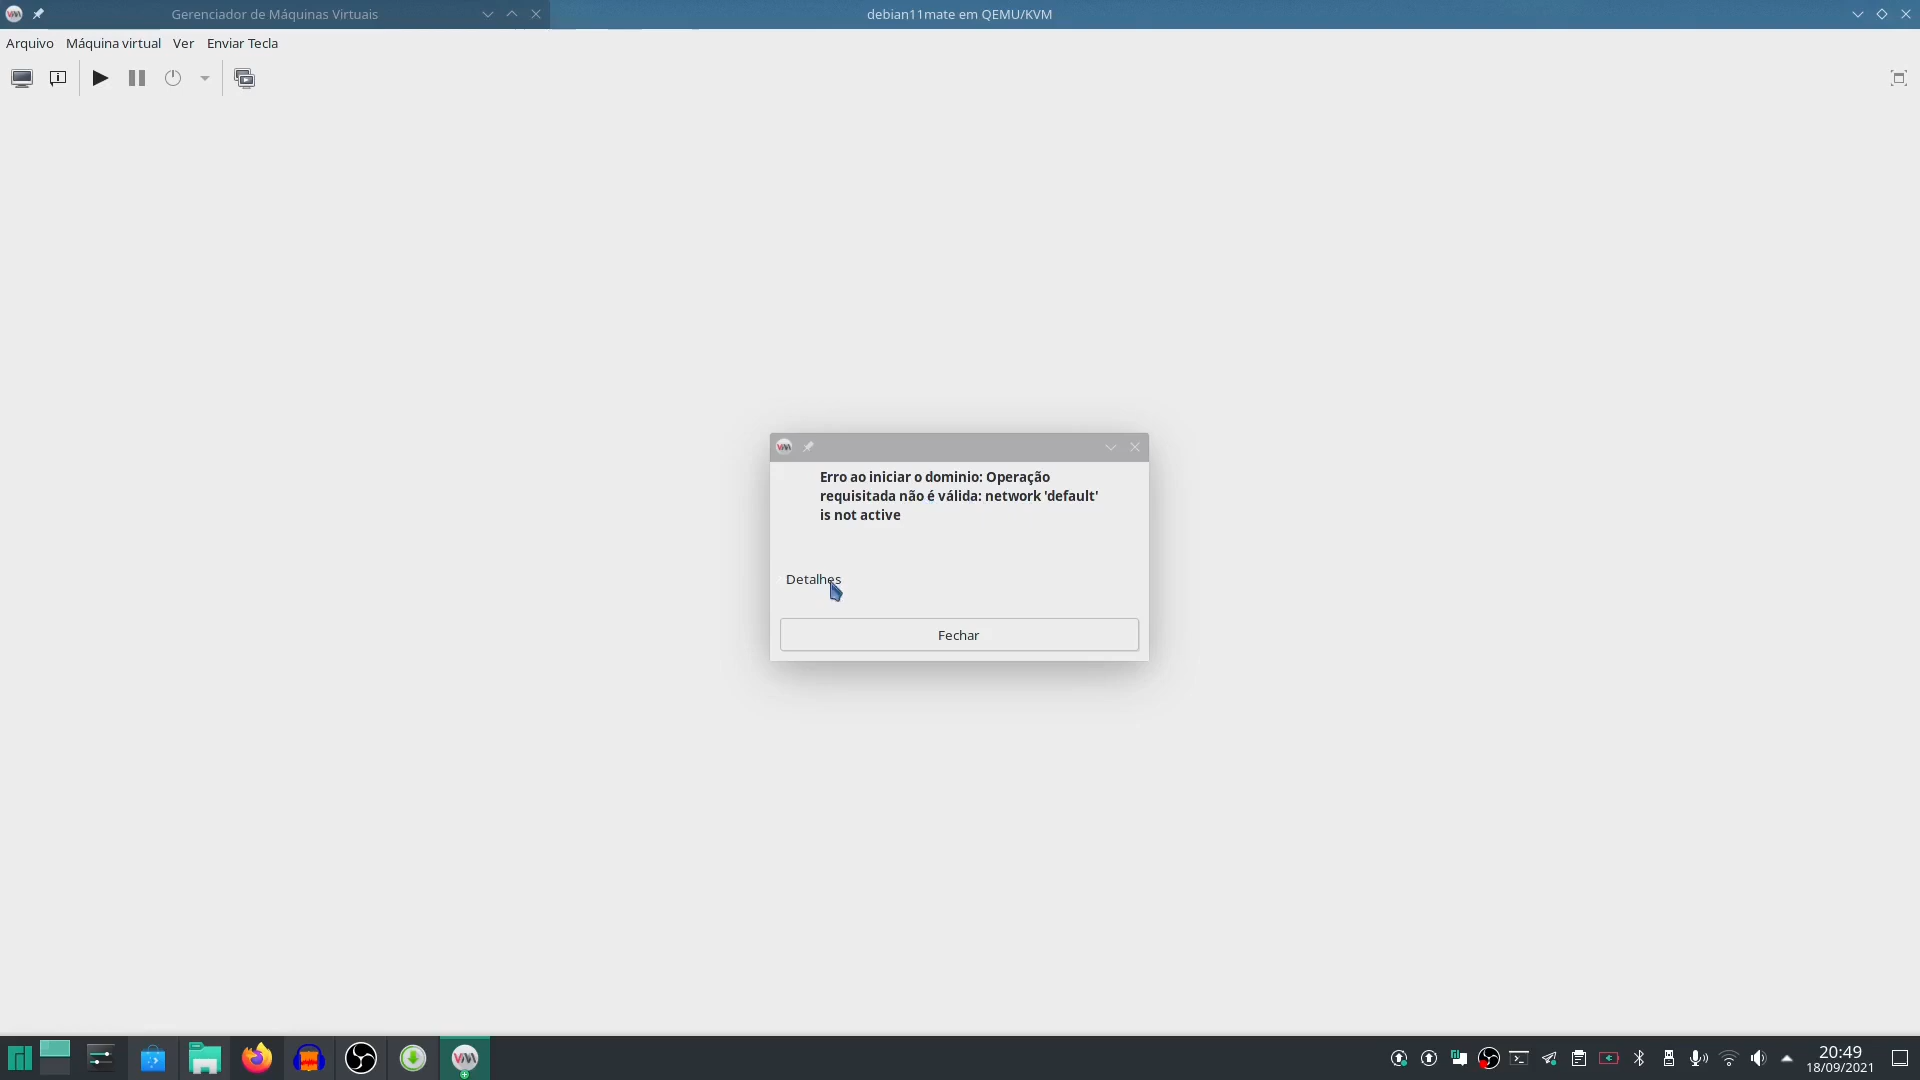 Gerenciador de Máquinas Virtuais
debian11mate em QEMU/KVM
Arquivo Máquina virtual Ver Enviar Tecla
Erro ao iniciar o dominio: Operação
requisitada não é válida: network 'default'
is not active
Detalhes
Fechar
20:49
18/09/2021